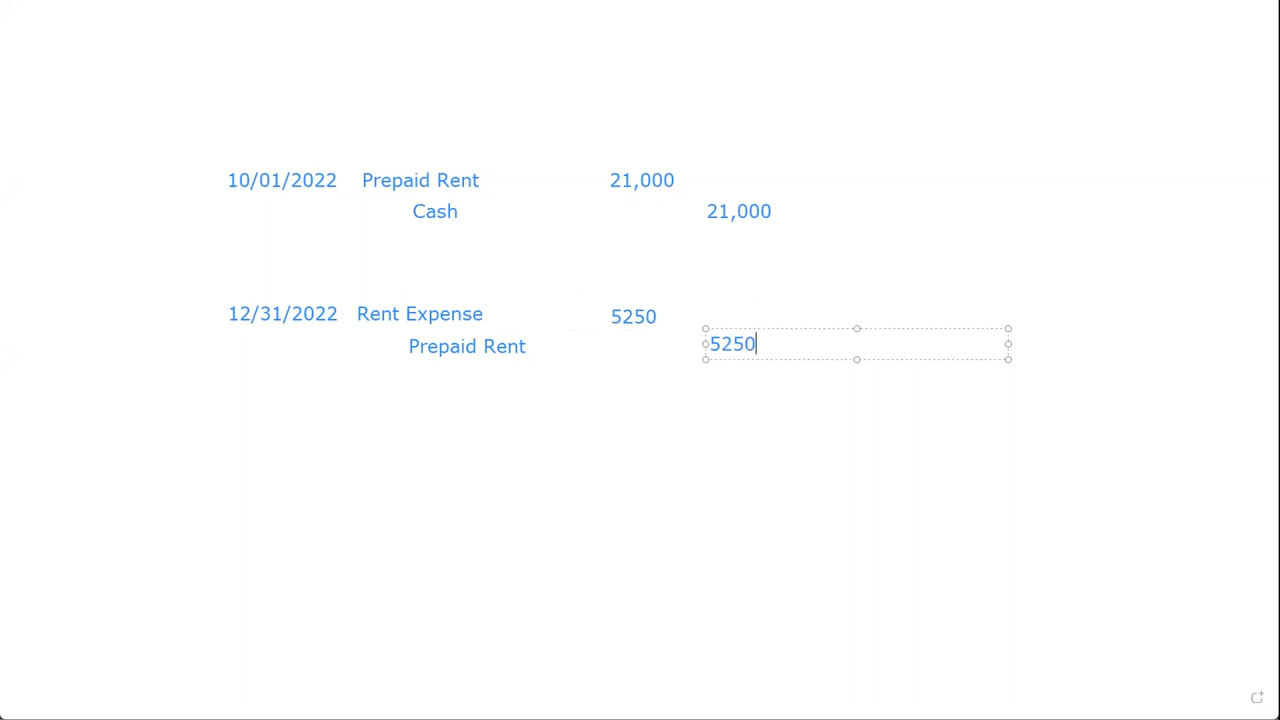 10/01/2022 Prepaid Rent 21,000
Cash 21,000
12/31/2022 Rent Expense 5250
Prepaid Rent 5250